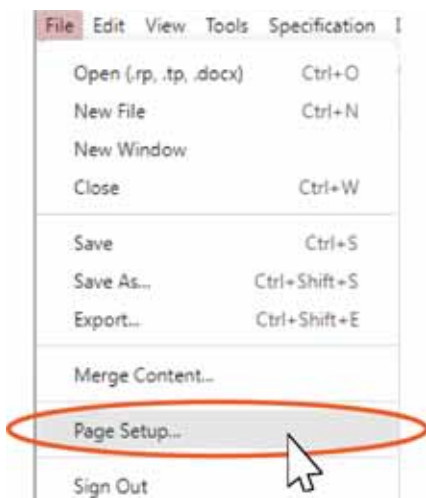 File Edit View Tools Specification
Open (.rp, .tp, .docx) Ctrl+O
New File Ctrl+N
New Window
Close Ctrl+W
Save Ctrl+S
Save As... Ctrl+Shift+S
Export... Ctrl+Shift+E
Merge Content...
Page Setup...
Sign Out